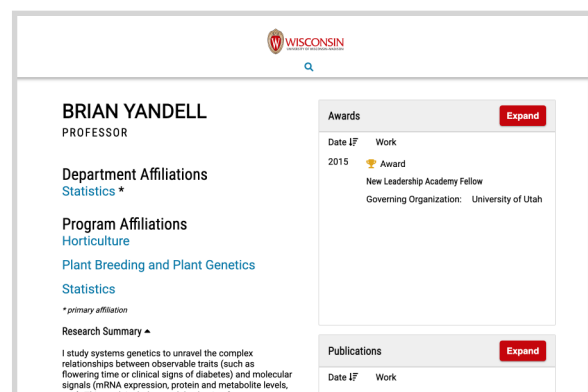 WISCONSIN
UNIVERSITY OF WISCONSIN-MADISON
BRIAN YANDELL
PROFESSOR
Department Affiliations
Statistics *
Program Affiliations
Horticulture
Plant Breeding and Plant Genetics
Statistics
* primary affiliation
Research Summary
I study systems genetics to unravel the complex
relationships between observable traits (such as
flowering time or clinical signs of diabetes) and molecular
signals (mRNA expression, protein and metabolite levels,
Awards
Expand
Date Work
2015 Award
New Leadership Academy Fellow
Governing Organization: University of Utah
Publications
Expand
Date Work